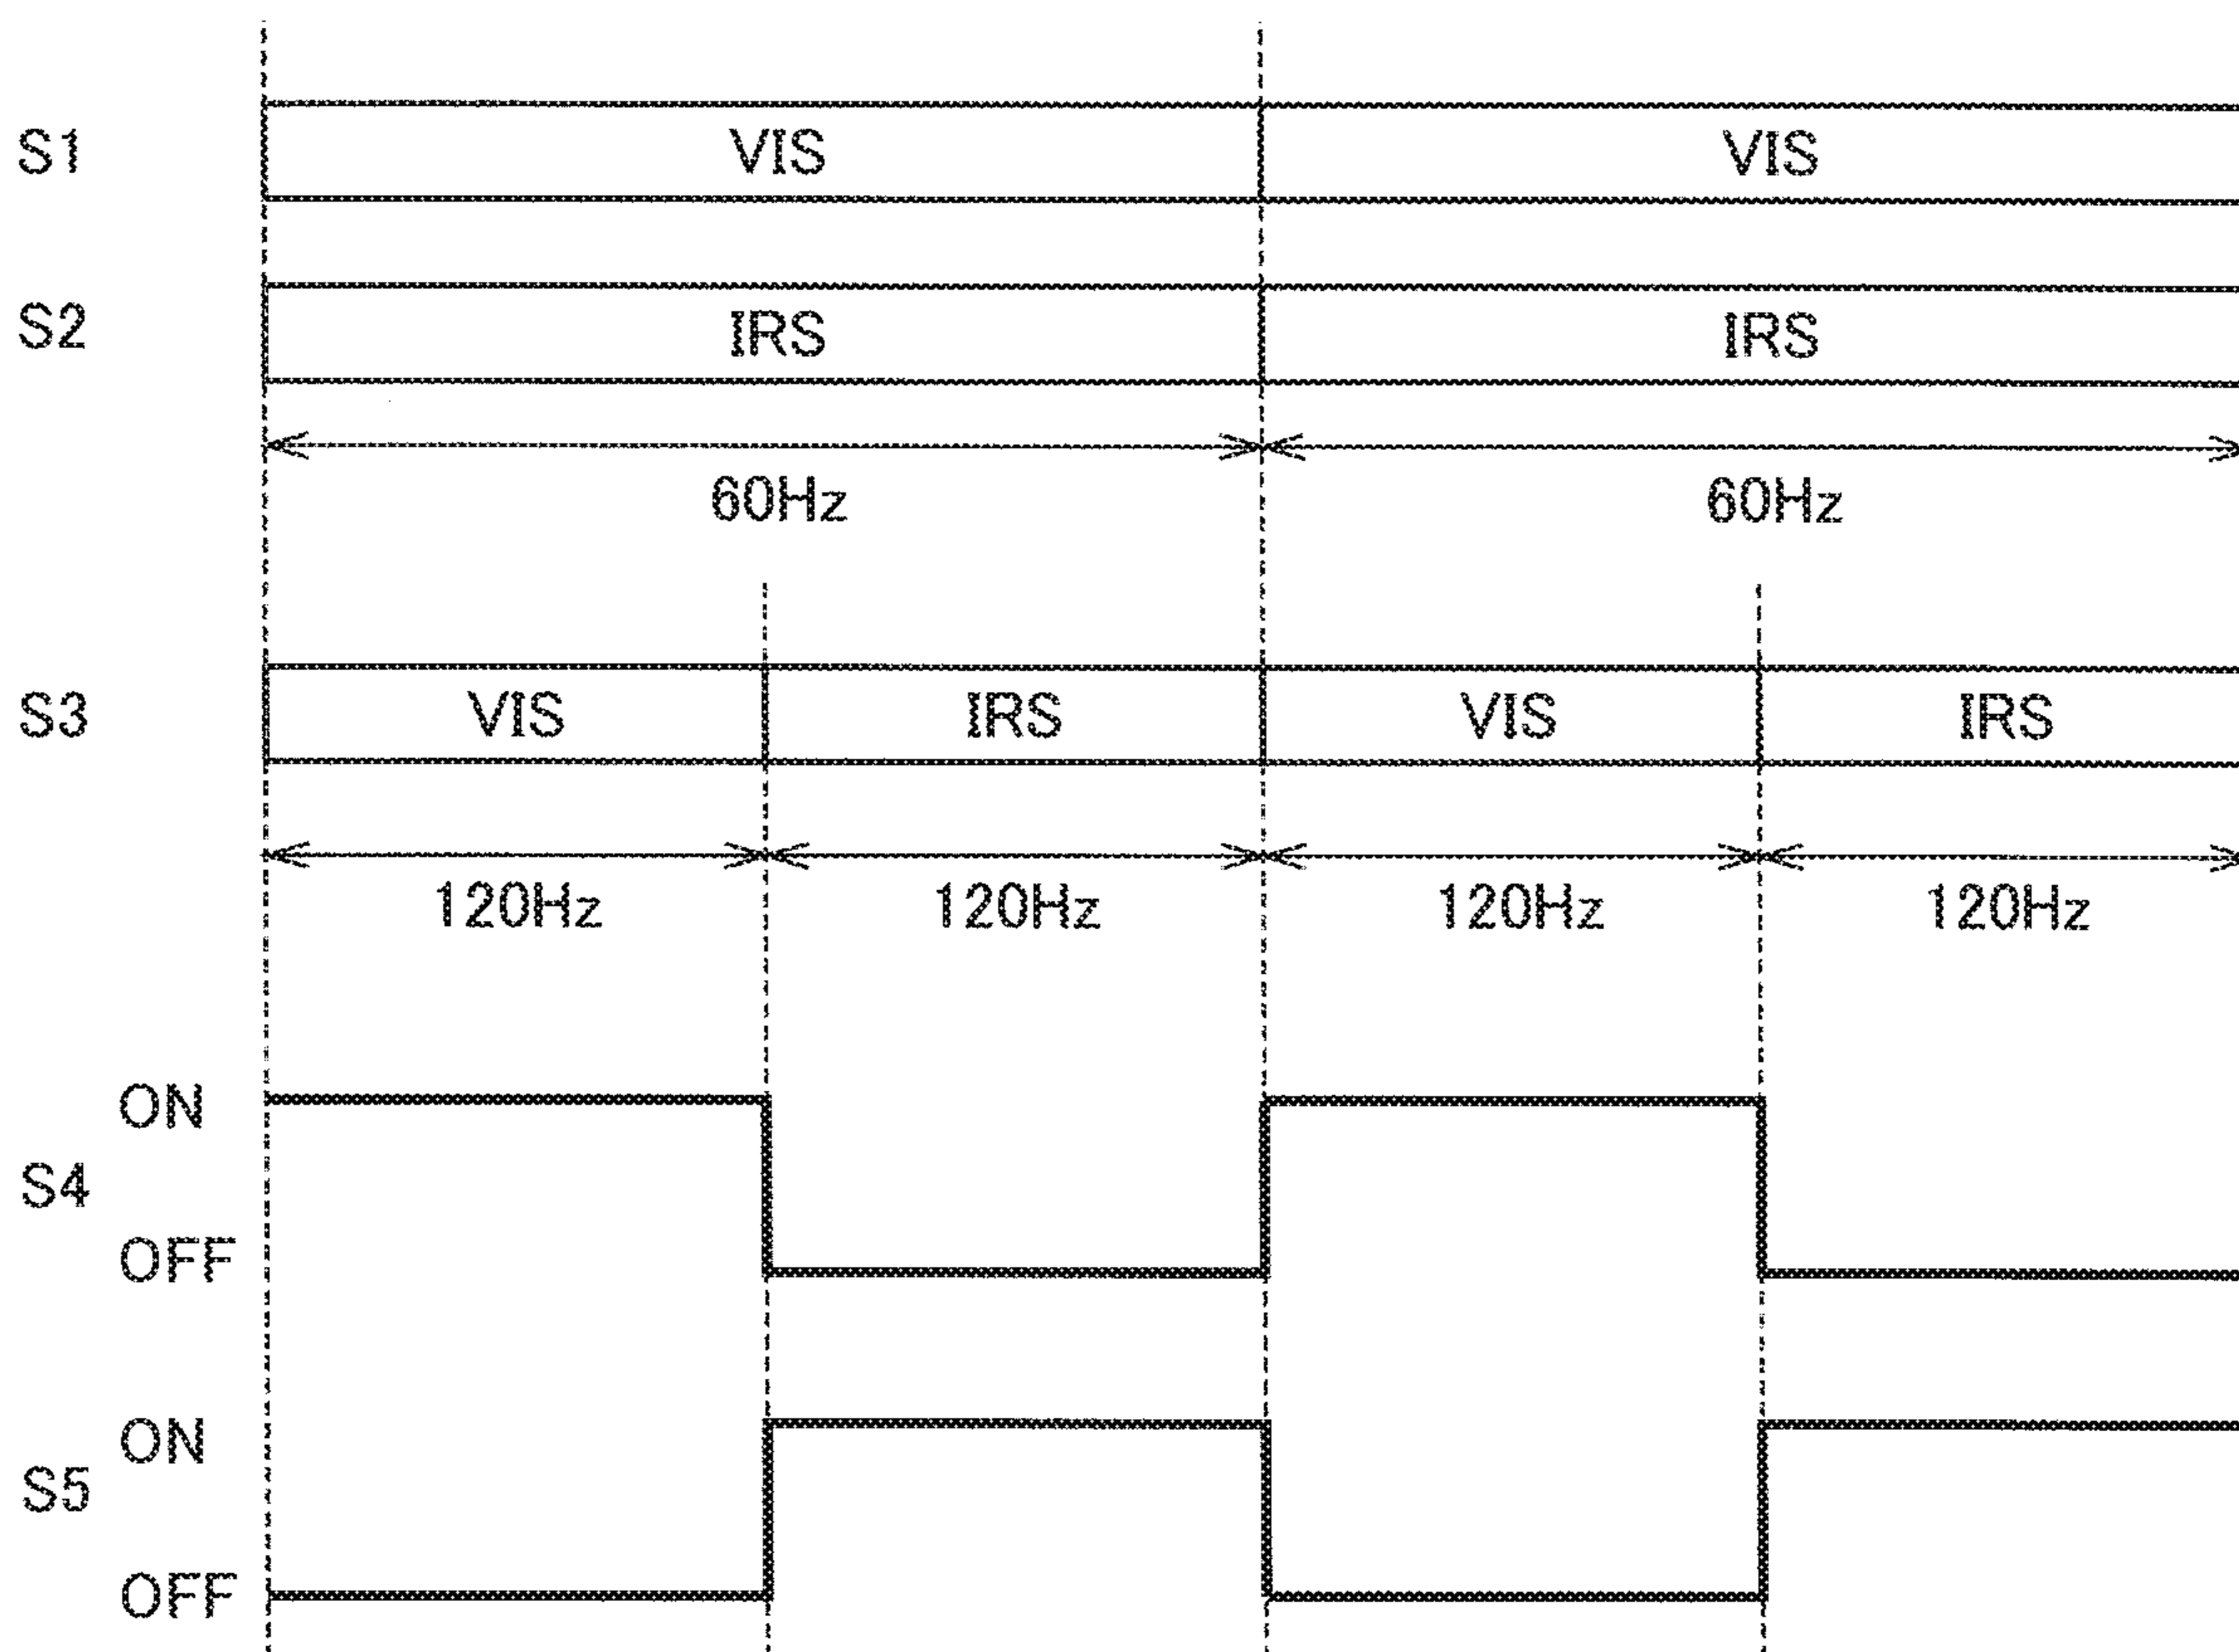 S1 VIS VIS
S2 IRS IRS
60Hz 60Hz
S3 VIS IRS VIS IRS
120Hz 120Hz 120Hz 120Hz
ON
S4
OFF
ON
S5
OFF